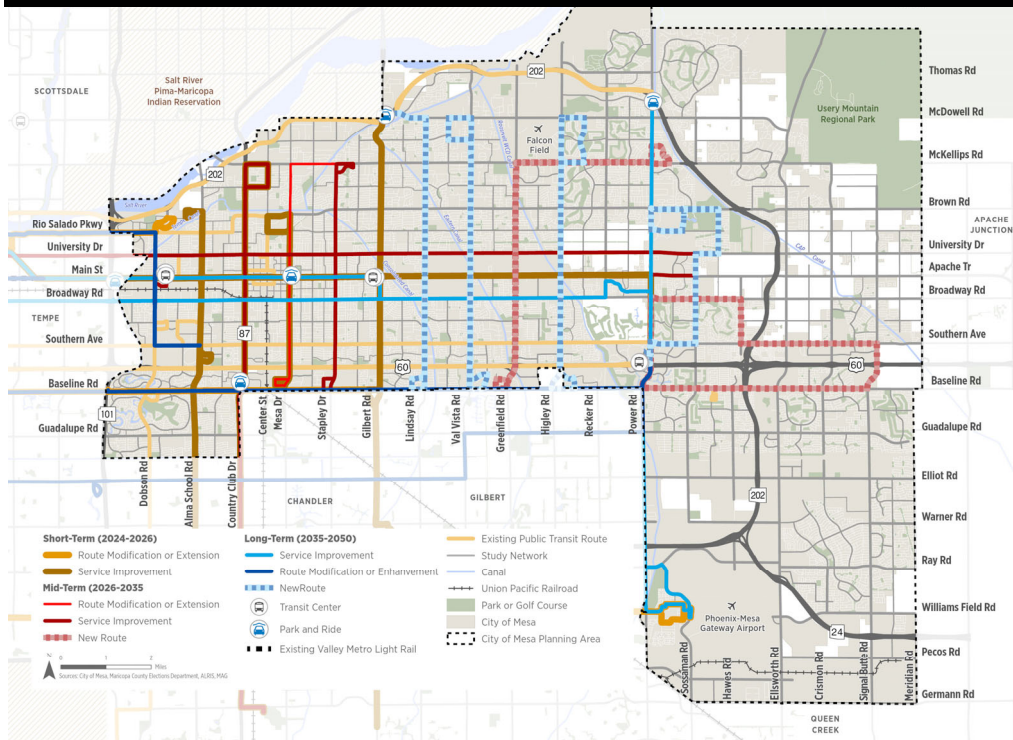 SCOTTSDALE
Salt River
Pima-Maricopa
Indian Reservation
202
Thomas Rd
Usery Mountain
Regional Park
McDowell Rd
Falcon
Field
McKellips Rd
202
Brown Rd
Rio Salado Pkwy
APACHE
JUNCTION
University Dr
University Dr
Main St
Apache Tr
Broadway Rd
Broadway Rd
TEMPE
87
Southern Ave
Southern Ave
60
60
Baseline Rd
Baseline Rd
101
Guadalupe Rd
Guadalupe Rd
Dobson Rd
Alma School Rd
Country Club Dr
Center St
Mesa Dr
Stapley Dr
Gilbert Rd
Lindsay Rd
Val Vista Rd
Greenfield Rd
Higley Rd
Recker Rd
Power Rd
Elliot Rd
CHANDLER
GILBERT
202
Warner Rd
Ray Rd
Williams Field Rd
Phoenix-Mesa
Gateway Airport
24
Pecos Rd
Sossaman Rd
Hawes Rd
Ellsworth Rd
Crismon Rd
Signal Butte Rd
Meridian Rd
Germann Rd
QUEEN
CREEK
Short-Term (2024-2026)
Route Modification or Extension
Service Improvement
Mid-Term (2026-2035
Route Modification or Extension
Service Improvement
New Route
Long-Term (2035-2050)
Service Improvement
Route Modification or Enhancement
NewRoute
Transit Center
Park and Ride
Existing Valley Metro Light Rail
Existing Public Transit Route
Study Network
Canal
Union Pacific Railroad
Park or Golf Course
City of Mesa
City of Mesa Planning Area
N
0 1 2
Miles
Sources: City of Mesa, Maricopa County Elections Department, ALRIS, MAG